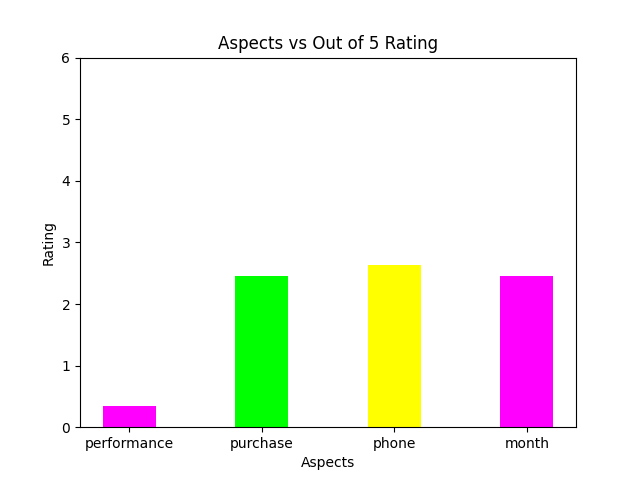 Aspects vs Out of 5 Rating
6
5
4
3
2
1
0
Rating
performance purchase phone month
Aspects